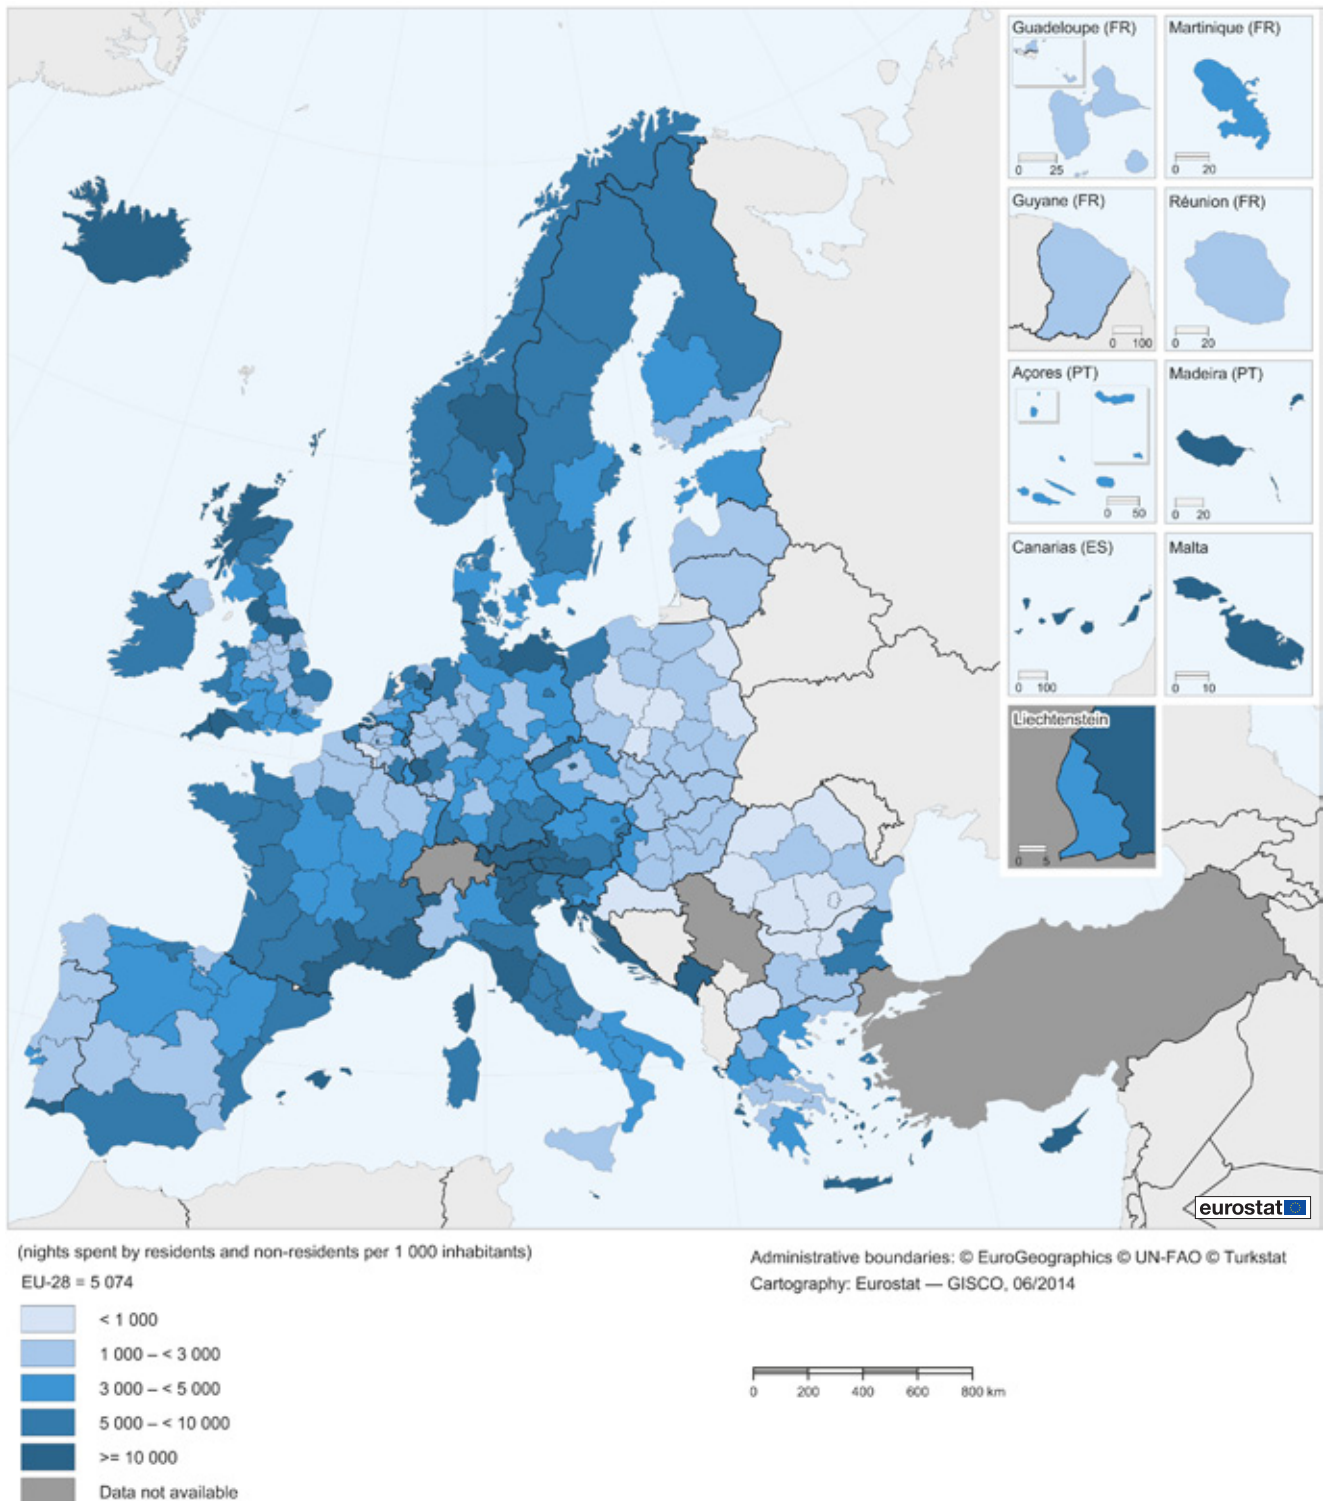 Guadeloupe (FR)
0 25
Martinique (FR)
0 20
Guyane (FR)
0 100
Réunion (FR)
0 20
Açores (PT)
0 50
Madeira (PT)
0 20
Canarias (ES)
0 100
Malta
0 10
Liechtenstein
0 5
eurostat
(nights spent by residents and non-residents per 1 000 inhabitants)
EU-28 = 5 074
< 1 000
1 000 – < 3 000
3 000 – < 5 000
5 000 – < 10 000
>= 10 000
Data not available
Administrative boundaries: © EuroGeographics © UN-FAO © Turkstat
Cartography: Eurostat — GISCO, 06/2014
0 200 400 600 800 km